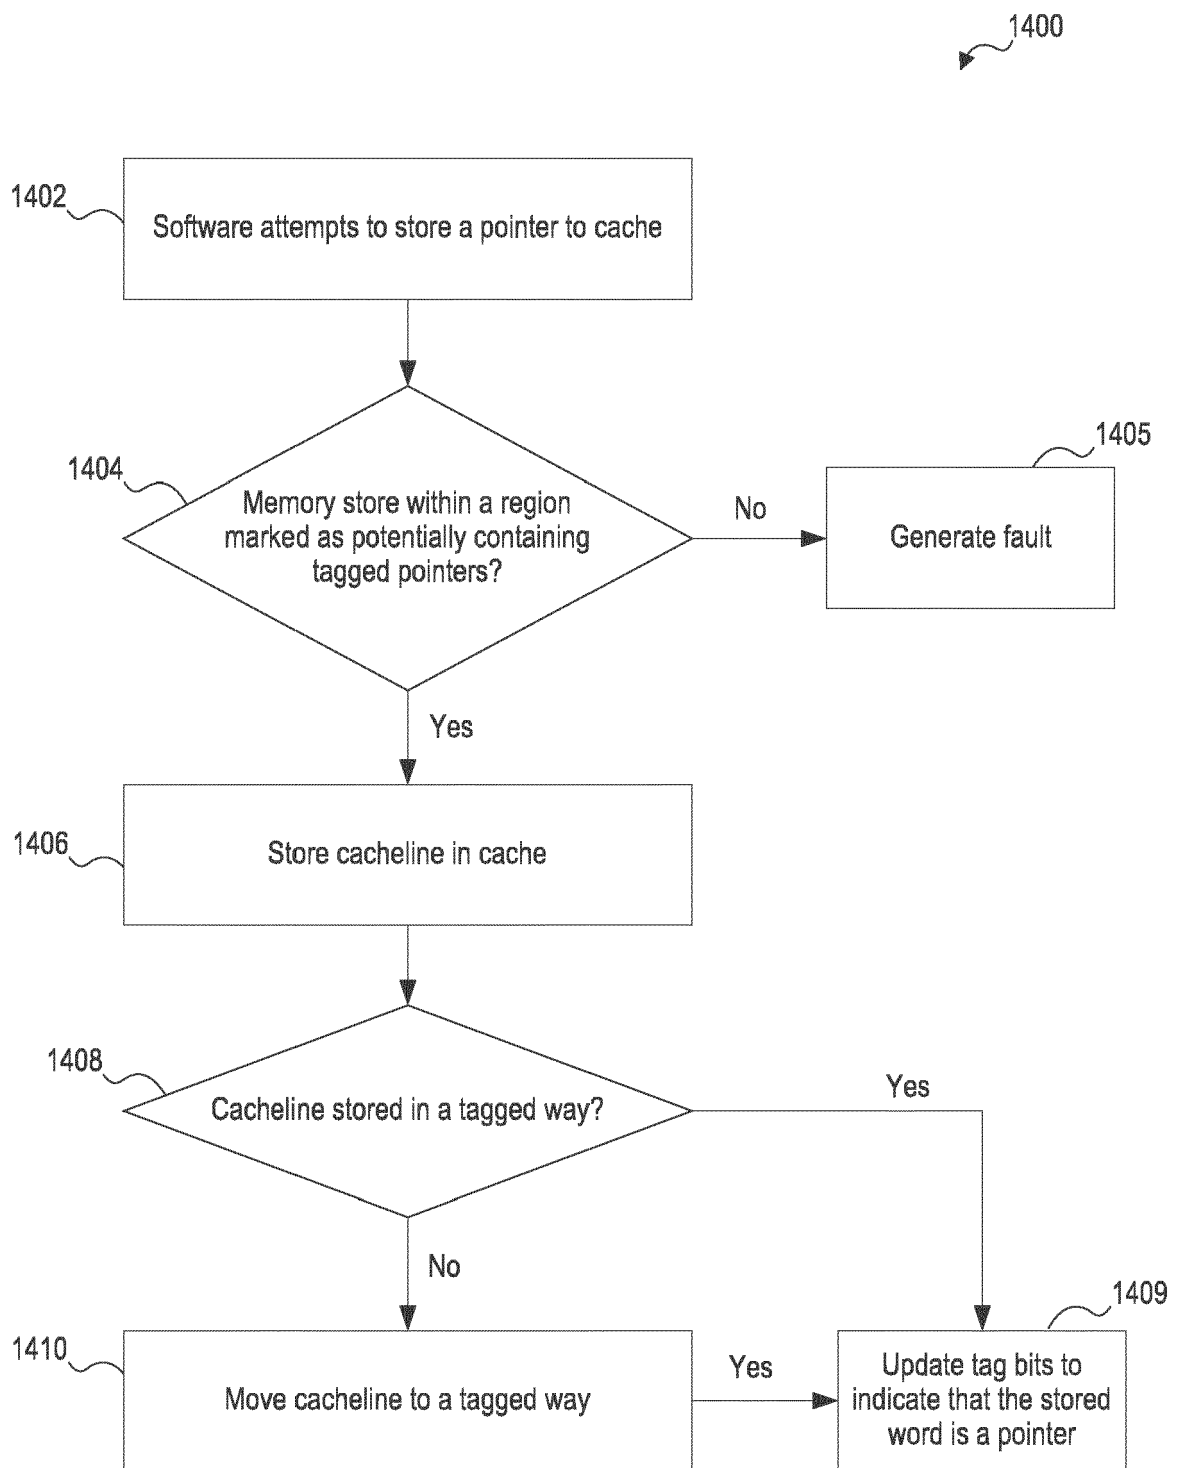 1400
1402
Software attempts to store a pointer to cache
1404
Memory store within a region
marked as potentially containing
tagged pointers?
No
1405
Generate fault
Yes
1406
Store cacheline in cache
1408
Cacheline stored in a tagged way?
Yes
No
1410
Move cacheline to a tagged way
Yes
1409
Update tag bits to
indicate that the stored
word is a pointer